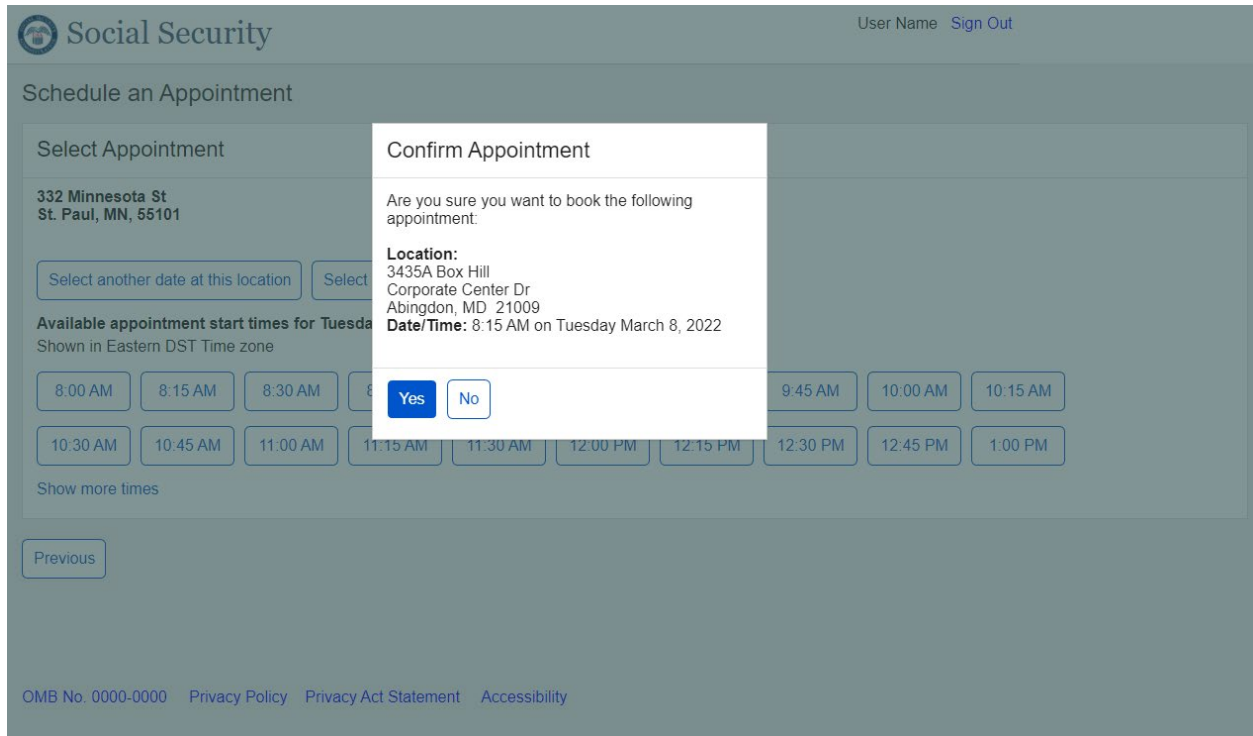 Social Security
User Name Sign Out
Schedule an Appointment
Select Appointment
332 Minnesota St
St. Paul, MN, 55101
Select another date at this location Select
Available appointment start times for
Shown in Eastern DST Time zone
8:00 AM 8:15 AM 8:30 AM 9:45 AM 10:00 AM 10:15 AM
10:30 AM 10:45 AM 11:00 AM 11:15 AM 11:30 AM 12:00 PM 12:15 PM 12:30 PM 12:45 PM 1:00 PM
Show more times
Previous
Confirm Appointment
Are you sure you want to book the following
appointment:
Location:
3435A Box Hill
Corporate Center Dr
Abingdon, MD 21009
Date/Time: 8:15 AM on Tuesday March 8, 2022
Yes No
OMB No. 0000-0000 Privacy Policy Privacy Act Statement Accessibility